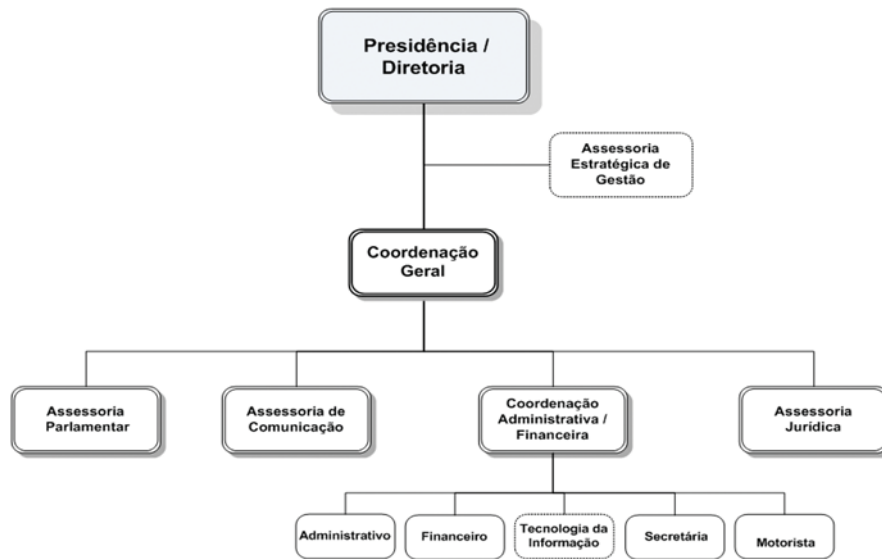 Presidência /
Diretoria
Assessoria
Estratégica de
Gestão
Coordenação
Geral
Assessoria
Parlamentar
Assessoria de
Comunicação
Coordenação
Administrativa /
Financeira
Assessoria
Jurídica
Administrativo
Financeiro
Tecnologia da
Informação
Secretária
Motorista